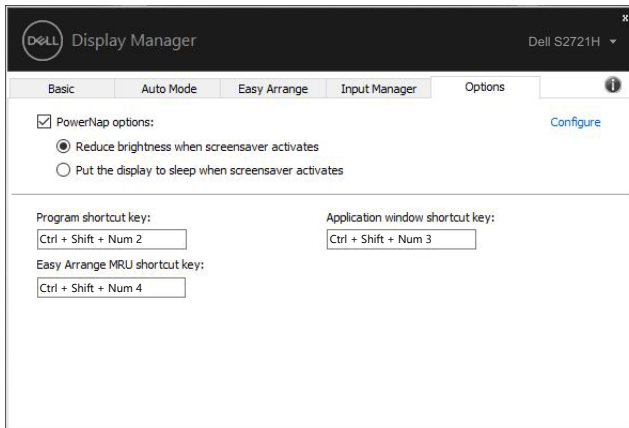 x
DELL Display Manager
Dell S2721H
Basic Auto Mode Easy Arrange Input Manager Options
PowerNap options: Configure
Reduce brightness when screensaver activates
Put the display to sleep when screensaver activates
Program shortcut key: Application window shortcut key:
Ctrl + Shift + Num 2 Ctrl + Shift + Num 3
Easy Arrange MRU shortcut key:
Ctrl + Shift + Num 4